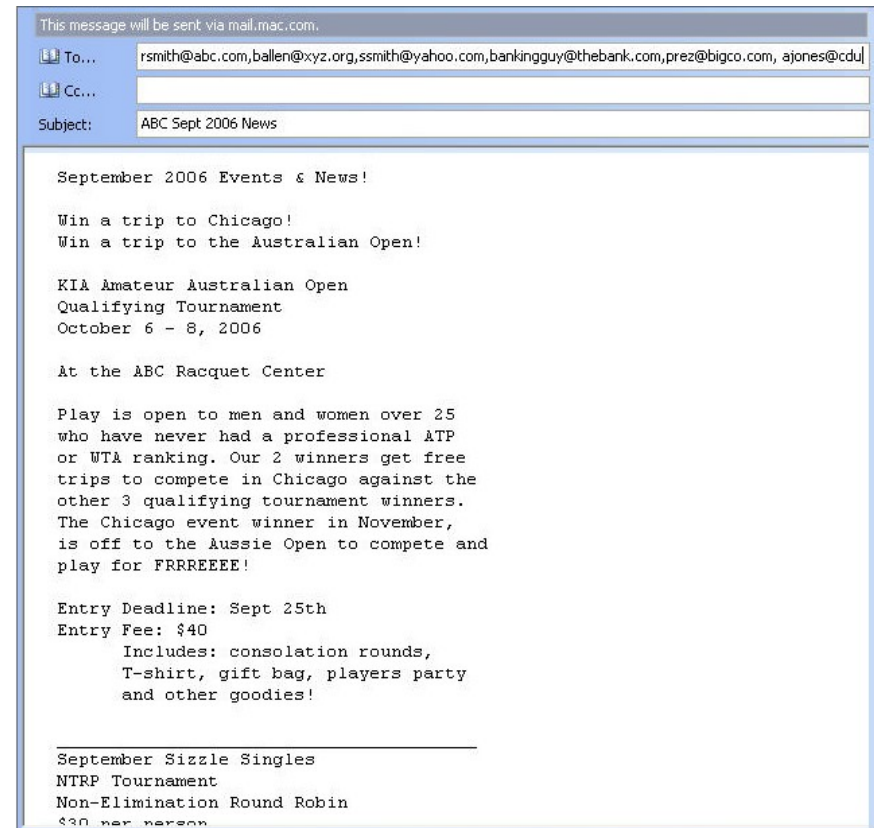 This message will be sent via mail.mac.com.
To... rsmith@abc.com,ballen@xyz.org,ssmith@yahoo.com,bankingguy@thebank.com,prez@bigco.com, ajones@cdu
Cc...
Subject: ABC Sept 2006 News
September 2006 Events & News!
Win a trip to Chicago!
Win a trip to the Australian Open!
KIA Amateur Australian Open
Qualifying Tournament
October 6 - 8, 2006
At the ABC Racquet Center
Play is open to men and women over 25
who have never had a professional ATP
or WTA ranking. Our 2 winners get free
trips to compete in Chicago against the
other 3 qualifying tournament winners.
The Chicago event winner in November,
is off to the Aussie Open to compete and
play for FRRREEEE!
Entry Deadline: Sept 25th
Entry Fee: $40
Includes: consolation rounds,
T-shirt, gift bag, players party
and other goodies!
September Sizzle Singles
NTRP Tournament
Non-Elimination Round Robin
$30 per person